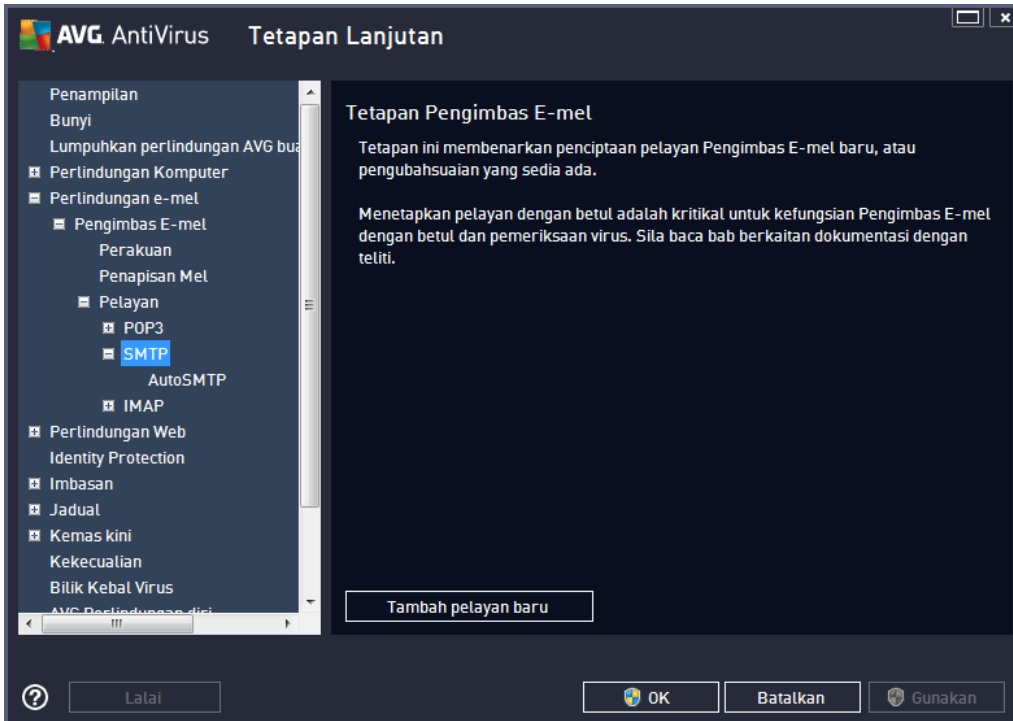 AVG. AntiVirus Tetapan Lanjutan
Penampilan
Bunyi
Lumpuhkan perlindungan AVG bua
Perlindungan Komputer
Perlindungan e-mel
Pengimbas E-mel
Perakuan
Penapisan Mel
Pelayan
POP3
SMTP
AutoSMTP
IMAP
Perlindungan Web
Identity Protection
Imbasan
Jadual
Kemas kini
Kekecualian
Bilik Kebal Virus
AVG Perlindungan diri
Tetapan Pengimbas E-mel
Tetapan ini membenarkan penciptaan pelayan Pengimbas E-mel baru, atau
pengubahsuaian yang sedia ada.
Menetapkan pelayan dengan betul adalah kritikal untuk kefungsian Pengimbas E-mel
dengan betul dan pemeriksaan virus. Sila baca bab berkaitan dokumentasi dengan
teliti.
Tambah pelayan baru
Lalai
OK
Batalkan
Gunakan